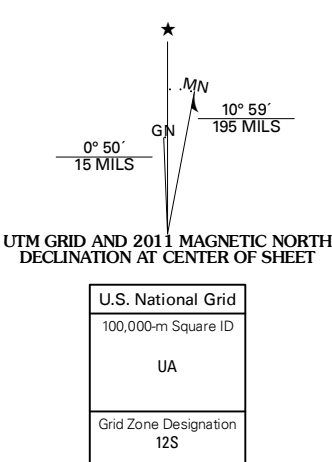 ★
MN
GN
10° 59´
195 MILS
0° 50´
15 MILS
UTM GRID AND 2011 MAGNETIC NORTH
DECLINATION AT CENTER OF SHEET
U.S. National Grid
100,000-m Square ID
UA
Grid Zone Designation
12S